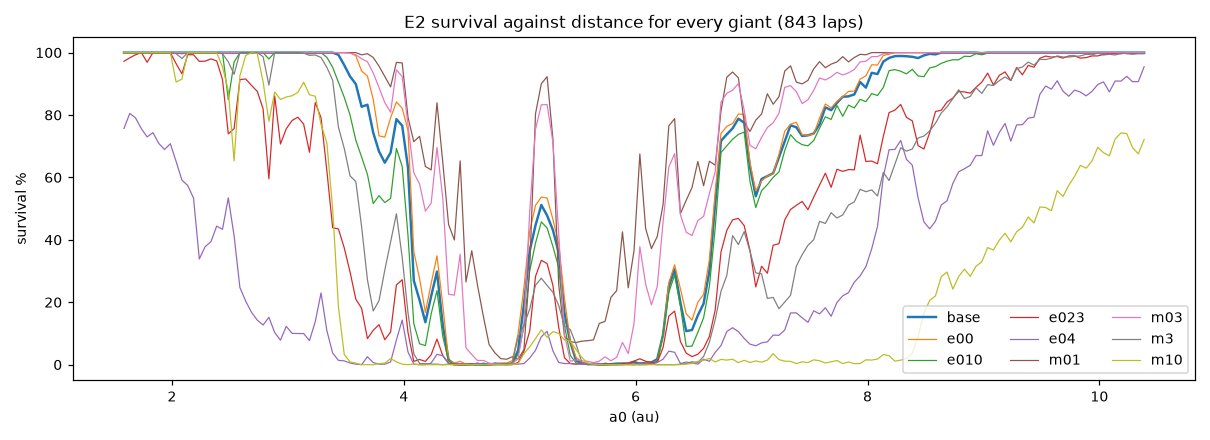 E2 survival against distance for every giant (843 laps)
survival %
100
80
60
40
20
0
2
4
6
8
10
a0 (au)
base
e00
e010
e023
e04
m01
m03
m3
m10